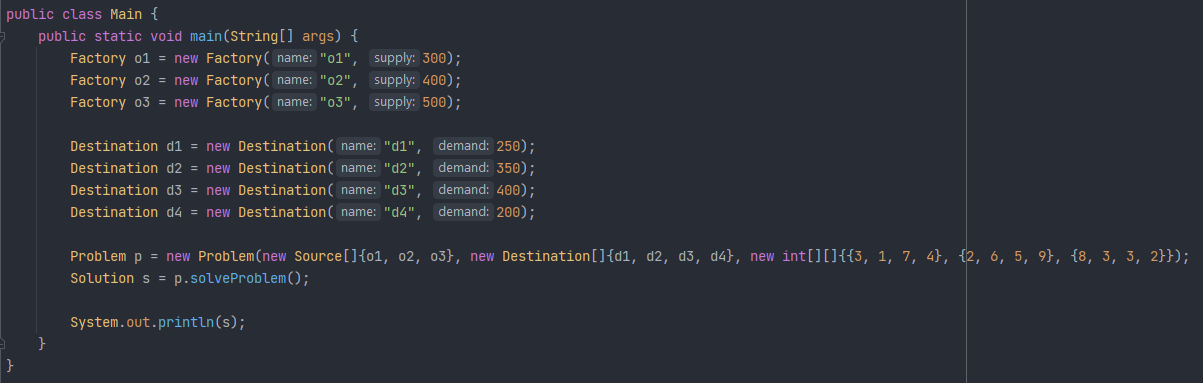 public class Main {
    public static void main(String[] args) {
        Factory o1 = new Factory( name: "o1", supply: 300);
        Factory o2 = new Factory( name: "o2", supply: 400);
        Factory o3 = new Factory( name: "o3", supply: 500);

        Destination d1 = new Destination( name: "d1", demand: 250);
        Destination d2 = new Destination( name: "d2", demand: 350);
        Destination d3 = new Destination( name: "d3", demand: 400);
        Destination d4 = new Destination( name: "d4", demand: 200);

        Problem p = new Problem(new Source[]{o1, o2, o3}, new Destination[]{d1, d2, d3, d4}, new int[][]{{3, 1, 7, 4}, {2, 6, 5, 9}, {8, 3, 3, 2}});
        Solution s = p.solveProblem();

        System.out.println(s);
    }
}